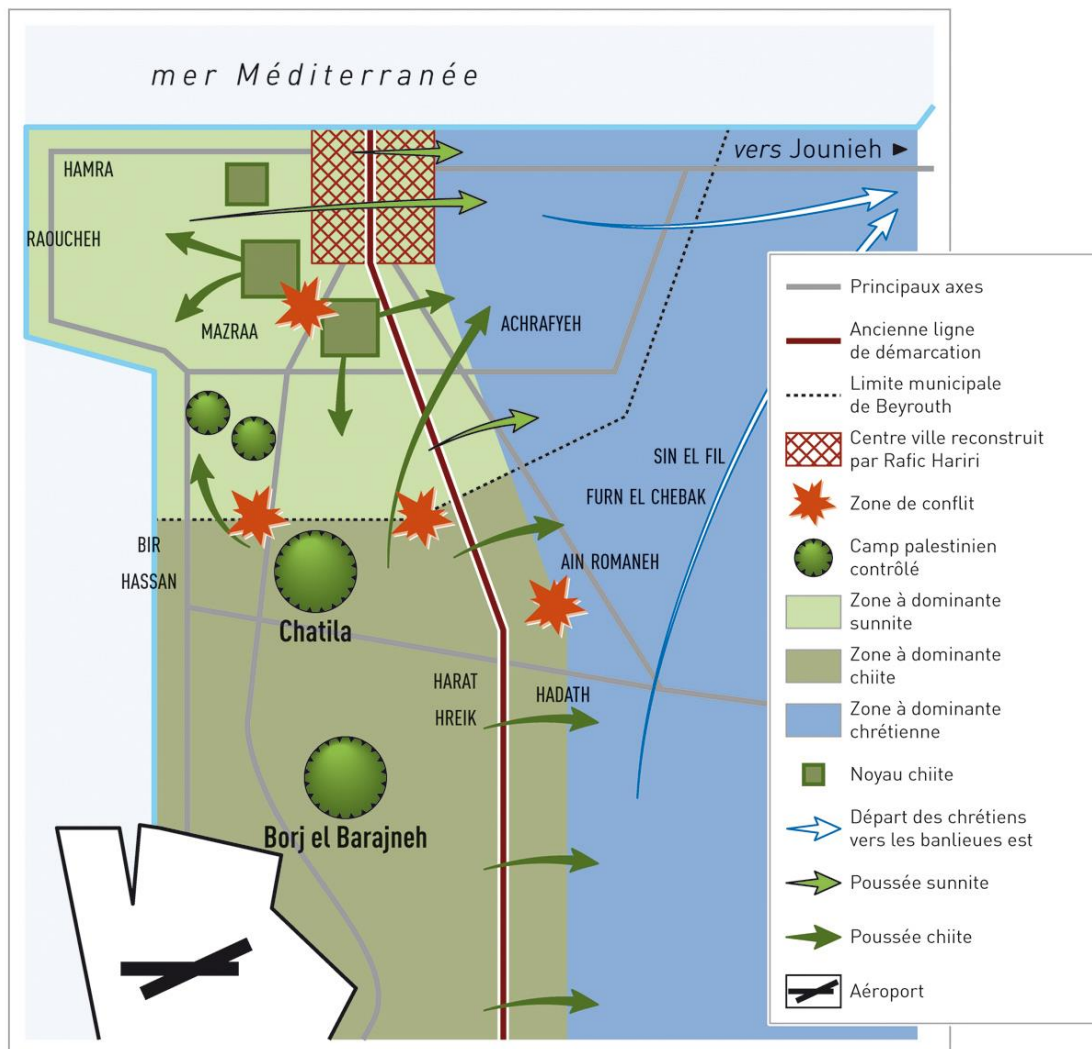 mer Méditerranée
vers Jounieh
HAMRA
RAOUCHEH
MAZRAA
ACHRAFYEH
SIN EL FIL
FURN EL CHEBAK
BIR
HASSAN
AIN ROMANEH
Chatila
HARAT
HREIK
HADATH
Borj el Barajneh
Principaux axes
Ancienne ligne
de démarcation
Limite municipale
de Beyrouth
Centre ville reconstruit
par Rafic Hariri
Zone de conflit
Camp palestinien
contrôlé
Zone à dominante
sunnite
Zone à dominante
chiite
Zone à dominante
chrétienne
Noyau chiite
Départ des chrétiens
vers les banlieues est
Poussée sunnite
Poussée chiite
Aéroport